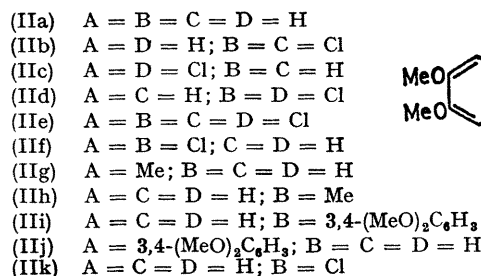 (IIa) A = B = C = D = H
(IIb) A = D = H; B = C = Cl
(IIc) A = D = Cl; B = C = H
(IId) A = C = H; B = D = Cl
(IIe) A = B = C = D = Cl
(IIf) A = B = Cl; C = D = H
(IIg) A = Me; B = C = D = H
(IIh) A = C = D = H; B = Me
(IIi) A = C = D = H; B = 3,4-(MeO)₂C₆H₃
(IIj) A = 3,4-(MeO)₂C₆H₃; B = C = D = H
(IIk) A = C = D = H; B = Cl
MeO
MeO